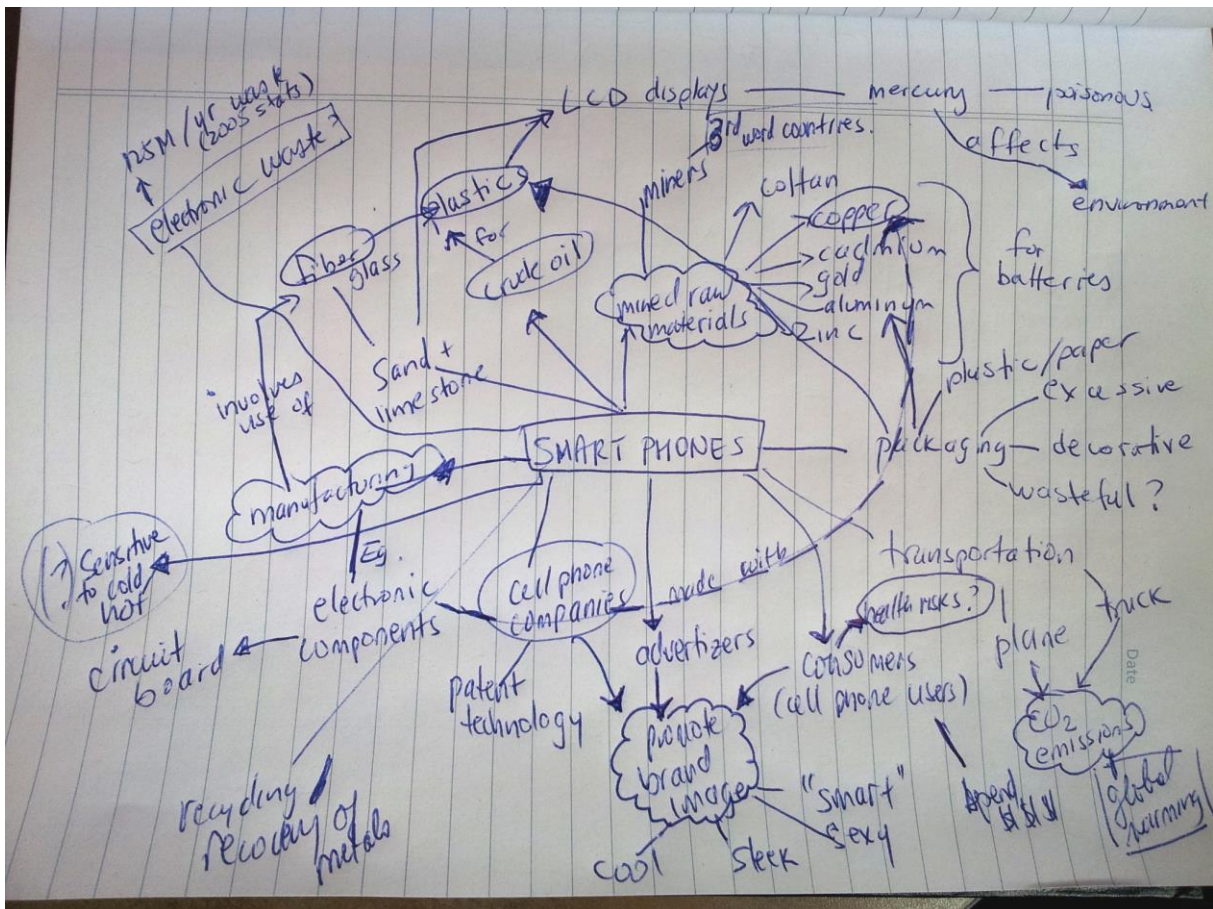 125M/yr waste
(2005 stats)
electronic waste?
LCD displays
mercury
poisonous
affects
environment
3rd word countires.
miners
coltan
copper
cadmium
gold
aluminum
zinc
for
batteries
plastic
for
fiber
glass
crude oil
mined raw
materials
Sand +
limestone
involves
use of
plastic/paper
excessive
SMART PHONES
packaging
decorative
wasteful?
manufacturing
(?) Sensitive
to cold
hot
Eg.
electronic
components
circuit
board
cell phone
companies
made with
transportation
health risks?
truck
plane
advertizers
consumers
(cell phone users)
patent
technology
promote
brand
image
CO2
emissions
global
warming
"smart"
sexy
spend
$$$
recycling /
recovery of
metals
cool
sleek
Date